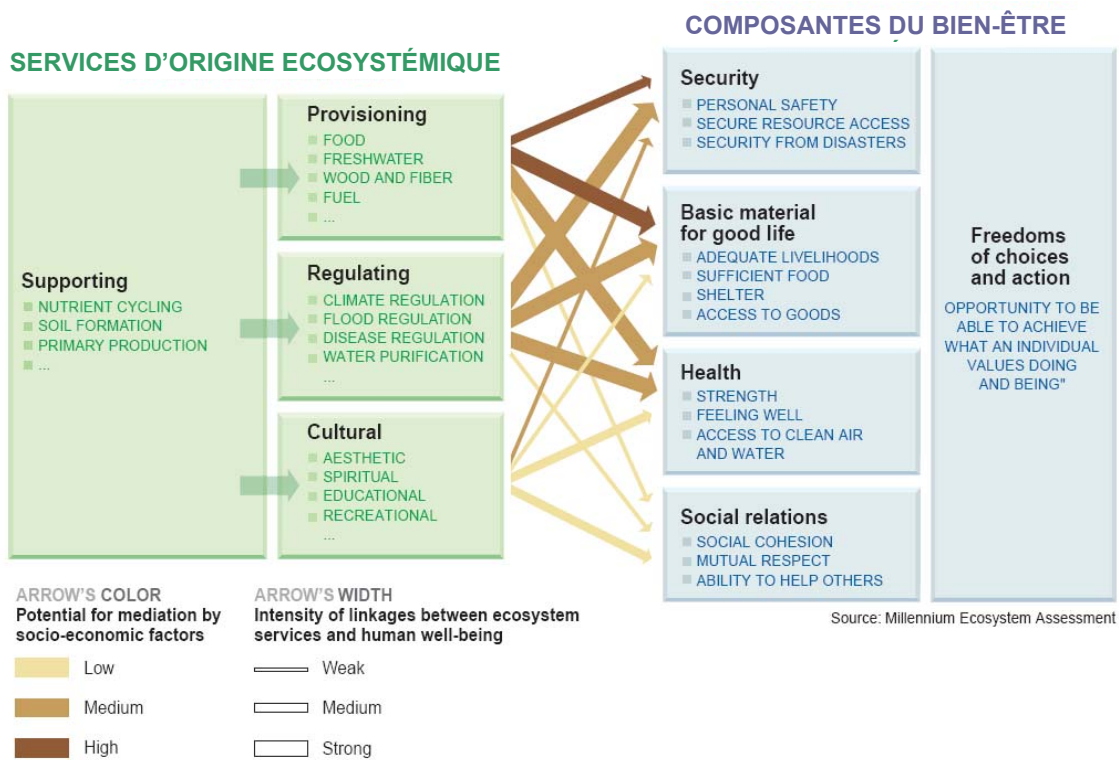 SERVICES D'ORIGINE ECOSYSTÉMIQUE
Supporting
NUTRIENT CYCLING
SOIL FORMATION
PRIMARY PRODUCTION
...
Provisioning
FOOD
FRESHWATER
WOOD AND FIBER
FUEL
...
Regulating
CLIMATE REGULATION
FLOOD REGULATION
DISEASE REGULATION
WATER PURIFICATION
...
Cultural
AESTHETIC
SPIRITUAL
EDUCATIONAL
RECREATIONAL
...
COMPOSANTES DU BIEN-ÊTRE
Security
PERSONAL SAFETY
SECURE RESOURCE ACCESS
SECURITY FROM DISASTERS
Basic material
for good life
ADEQUATE LIVELIHOODS
SUFFICIENT FOOD
SHELTER
ACCESS TO GOODS
Health
STRENGTH
FEELING WELL
ACCESS TO CLEAN AIR
AND WATER
Social relations
SOCIAL COHESION
MUTUAL RESPECT
ABILITY TO HELP OTHERS
Freedoms
of choices
and action
OPPORTUNITY TO BE
ABLE TO ACHIEVE
WHAT AN INDIVIDUAL
VALUES DOING
AND BEING"
Source: Millennium Ecosystem Assessment
ARROW'S COLOR
Potential for mediation by
socio-economic factors
Low
Medium
High
ARROW'S WIDTH
Intensity of linkages between ecosystem
services and human well-being
Weak
Medium
Strong